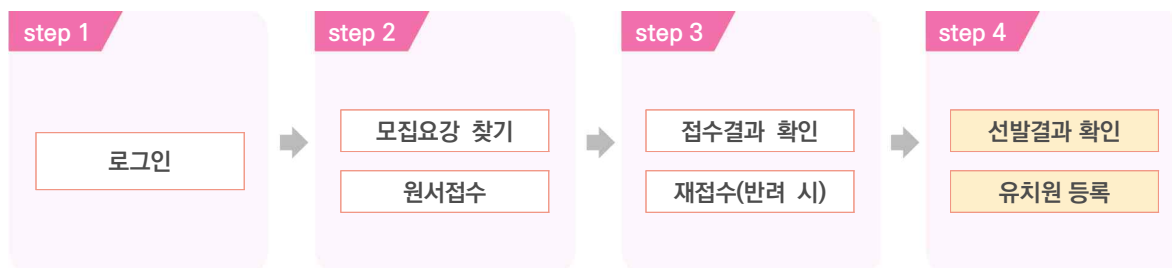 step 1
로그인
step 2
모집요강 찾기
원서접수
step 3
접수결과 확인
재접수(반려 시)
step 4
선발결과 확인
유치원 등록